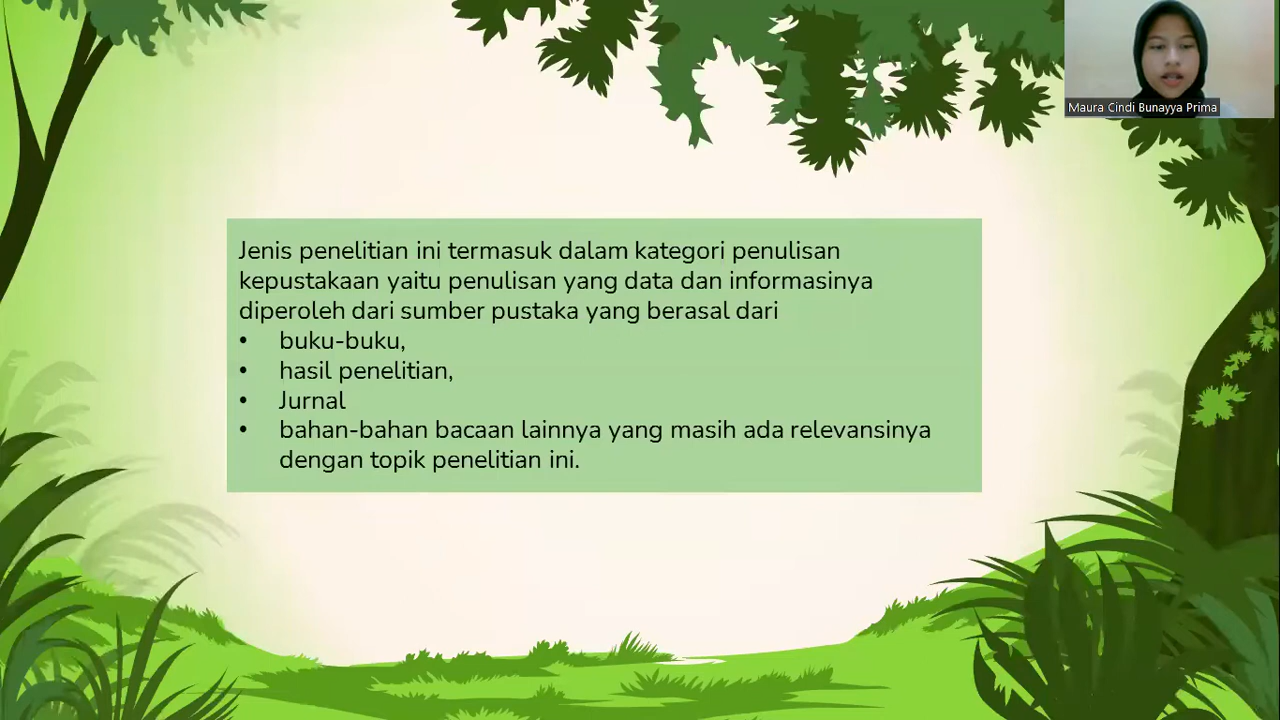 Maura Cindi Bunayya Prima
Jenis penelitian ini termasuk dalam kategori penulisan
kepustakaan yaitu penulisan yang data dan informasinya
diperoleh dari sumber pustaka yang berasal dari
• buku-buku,
• hasil penelitian,
• Jurnal
• bahan-bahan bacaan lainnya yang masih ada relevansinya
dengan topik penelitian ini.